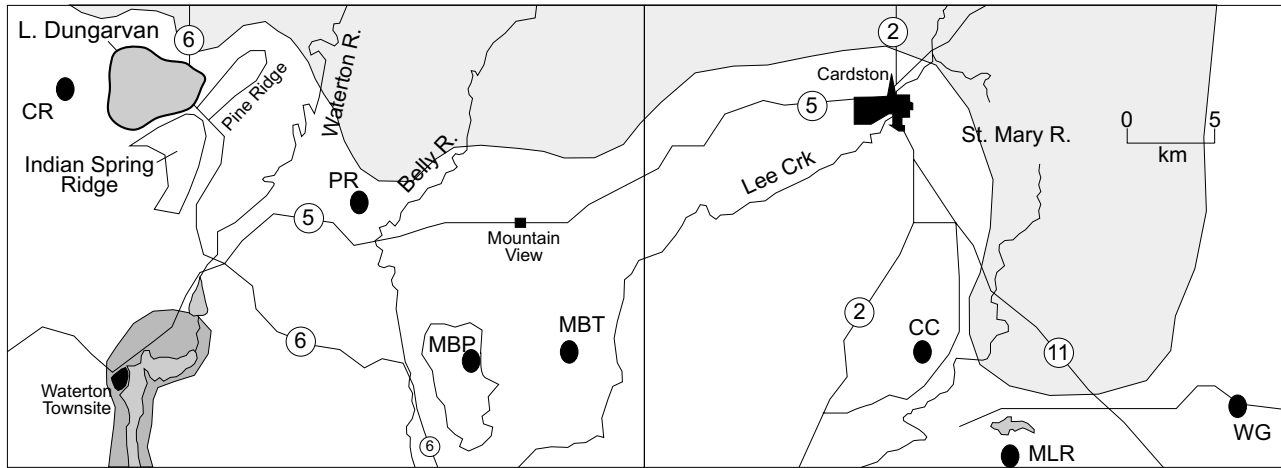 L. Dungarvan
6
CR
Pine Ridge
Indian Spring
Ridge
Waterton R.
Belly R.
PR
5
Mountain
View
6
MBP
MBT
Waterton
Townsite
6
2
Cardston
5
Lee Crk
St. Mary R.
0 5
km
2
CC
11
WG
MLR